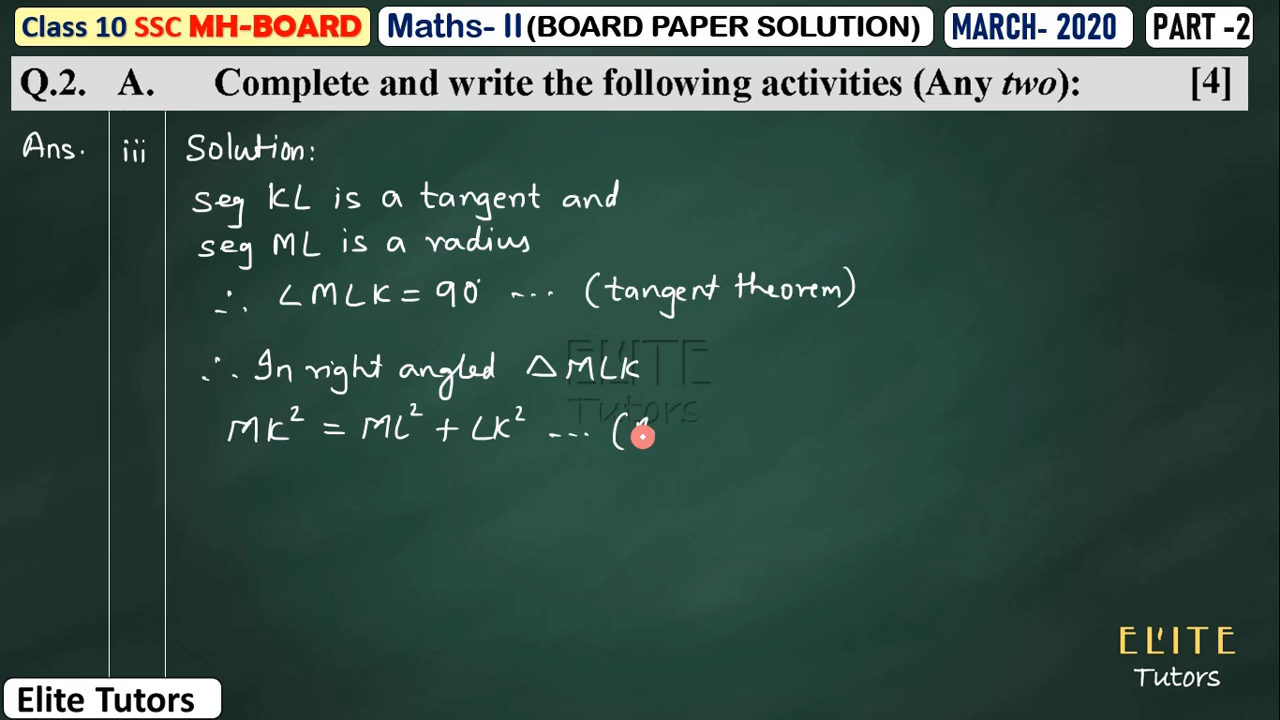 Class 10 SSC MH-BOARD Maths- II (BOARD PAPER SOLUTION) MARCH- 2020 PART -2
Q.2. A. Complete and write the following activities (Any two): [4]
Ans. iii Solution:
seg KL is a tangent and
seg ML is a radius
∴ ∠MLK = 90° ... (tangent theorem)
∴ In right angled △MLK
ELITE
MK² = ML² + LK² ... (
Tutors
ELITE
Tutors
Elite Tutors